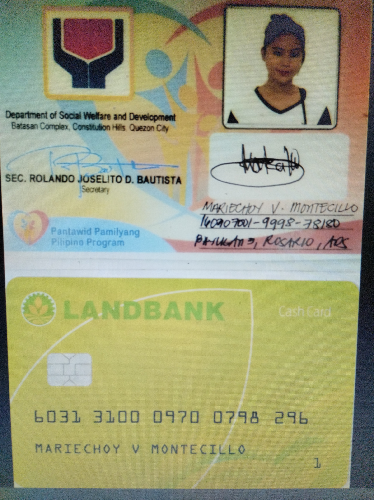 Department of Social Welfare and Development
Batasan Complex, Constitution Hills, Quezon City
SEC. ROLANDO JOSELITO D. BAUTISTA
Secretary
Pantawid Pamilyang
Pilipino Program
MARIECHOY V. MONTECILLO
160907001-9998-78180
ROSARIO, ADS
LANDBANK
Cash Card
6031 3100 0970 0798 296
MARIECHOY V MONTECILLO
1